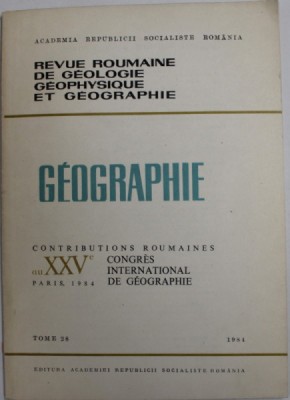 ACADEMIA REPUBLICII SOCIALISTE ROMÂNIA
REVUE ROUMAINE
DE GÉOLOGIE
GÉOPHYSIQUE
ET GÉOGRAPHIE
GÉOGRAPHIE
CONTRIBUTIONS ROUMAINES
au XXVe CONGRÈS
INTERNATIONAL
PARIS, 1984 DE GÉOGRAPHIE
TOME 28 1984
EDITURA ACADEMIEI REPUBLICII SOCIALISTE ROMÂNIA